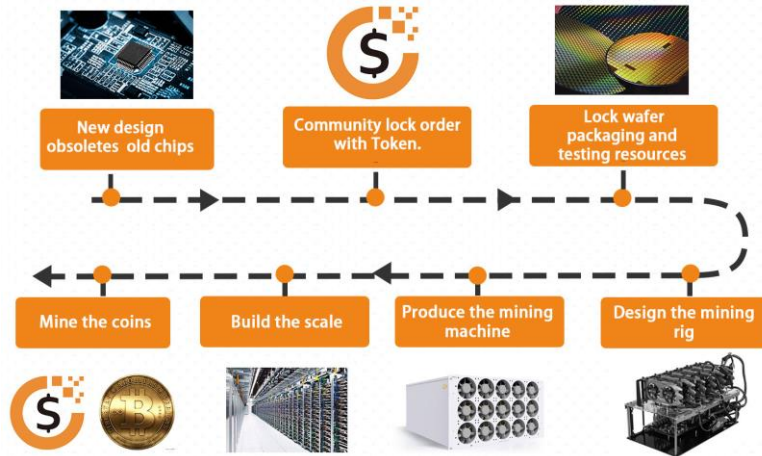 New design
obsoletes old chips
Community lock order
with Token.
Lock wafer
packaging and
testing resources
Mine the coins
Build the scale
Produce the mining
machine
Design the mining
rig
$
$
B